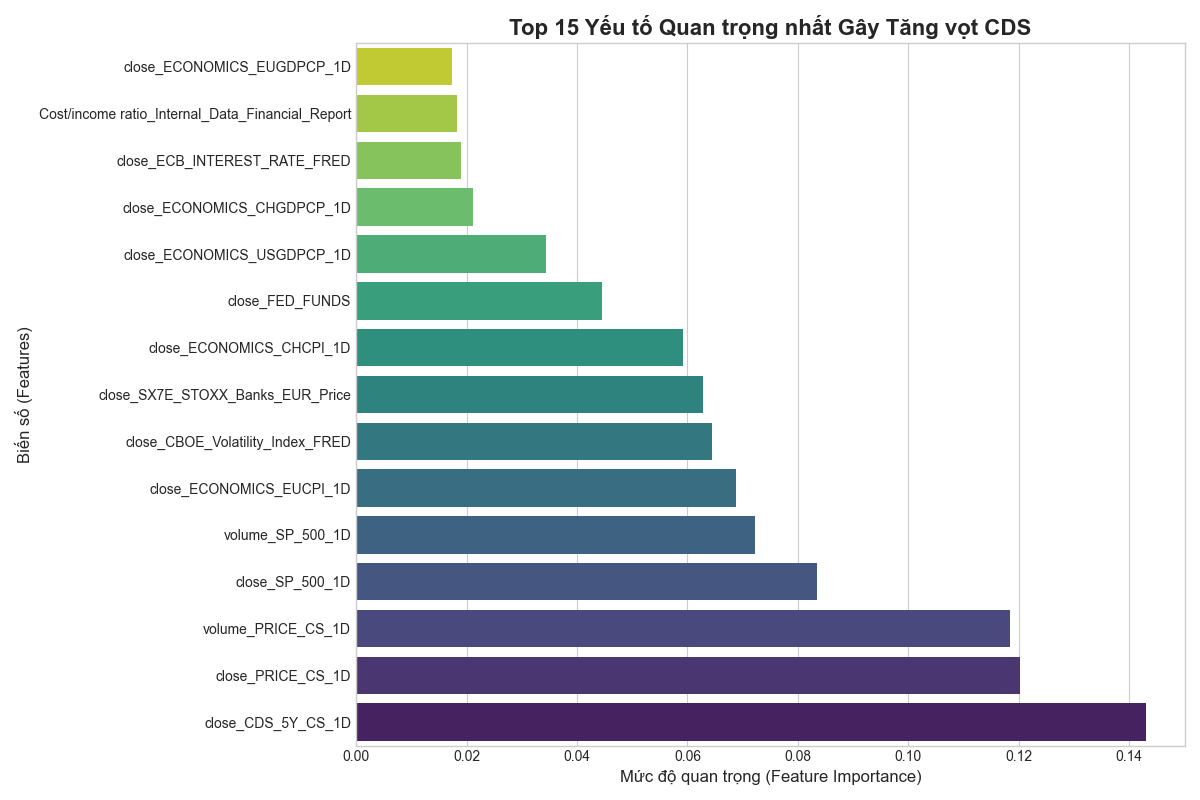 Top 15 Yếu tố Quan trọng nhất Gây Tăng vọt CDS
Biến số (Features)
close_ECONOMICS_EUGDPCP_1D
Cost/income ratio_Internal_Data_Financial_Report
close_ECB_INTEREST_RATE_FRED
close_ECONOMICS_CHGDPCP_1D
close_ECONOMICS_USGDPCP_1D
close_FED_FUNDS
close_ECONOMICS_CHCPI_1D
close_SX7E_STOXX_Banks_EUR_Price
close_CBOE_Volatility_Index_FRED
close_ECONOMICS_EUCPI_1D
volume_SP_500_1D
close_SP_500_1D
volume_PRICE_CS_1D
close_PRICE_CS_1D
close_CDS_5Y_CS_1D
0.00 0.02 0.04 0.06 0.08 0.10 0.12 0.14
Mức độ quan trọng (Feature Importance)